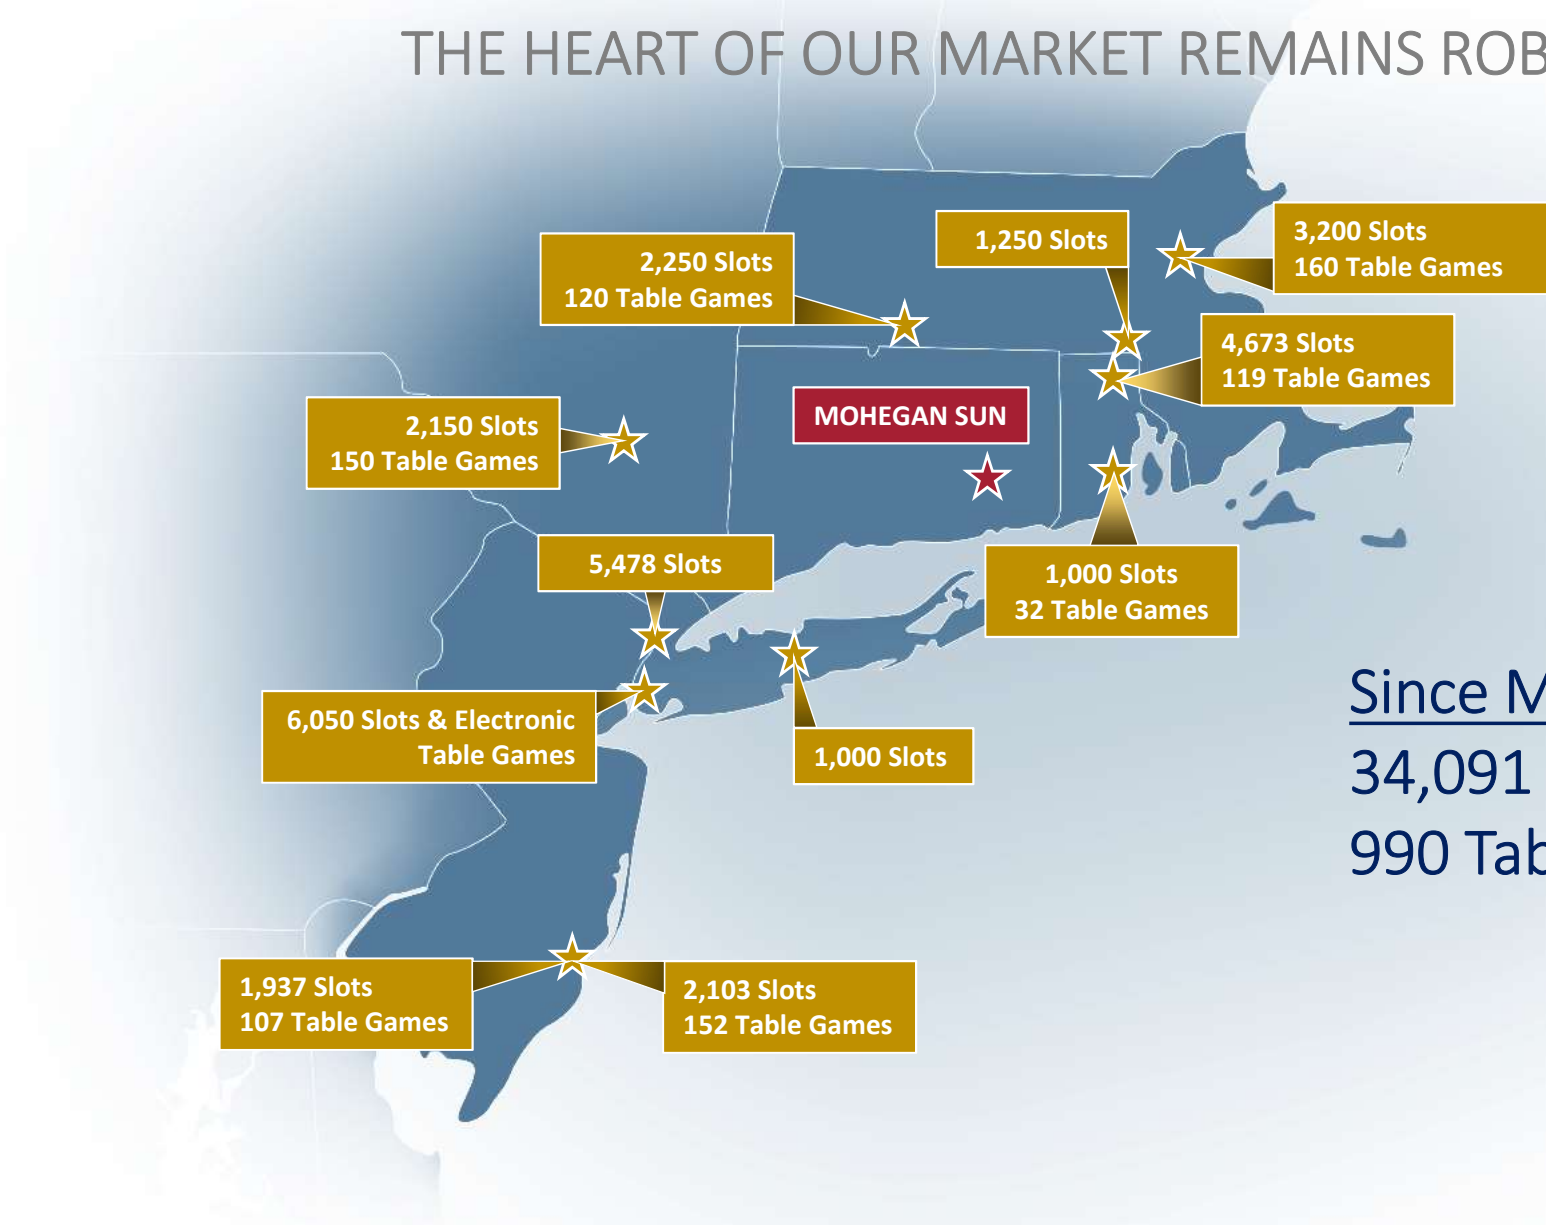 THE HEART OF OUR MARKET REMAINS ROB
1,250 Slots
3,200 Slots
160 Table Games
2,250 Slots
120 Table Games
4,673 Slots
119 Table Games
MOHEGAN SUN
2,150 Slots
150 Table Games
5,478 Slots
1,000 Slots
32 Table Games
6,050 Slots & Electronic
Table Games
1,000 Slots
Since M
34,091
990 Tab
1,937 Slots
107 Table Games
2,103 Slots
152 Table Games